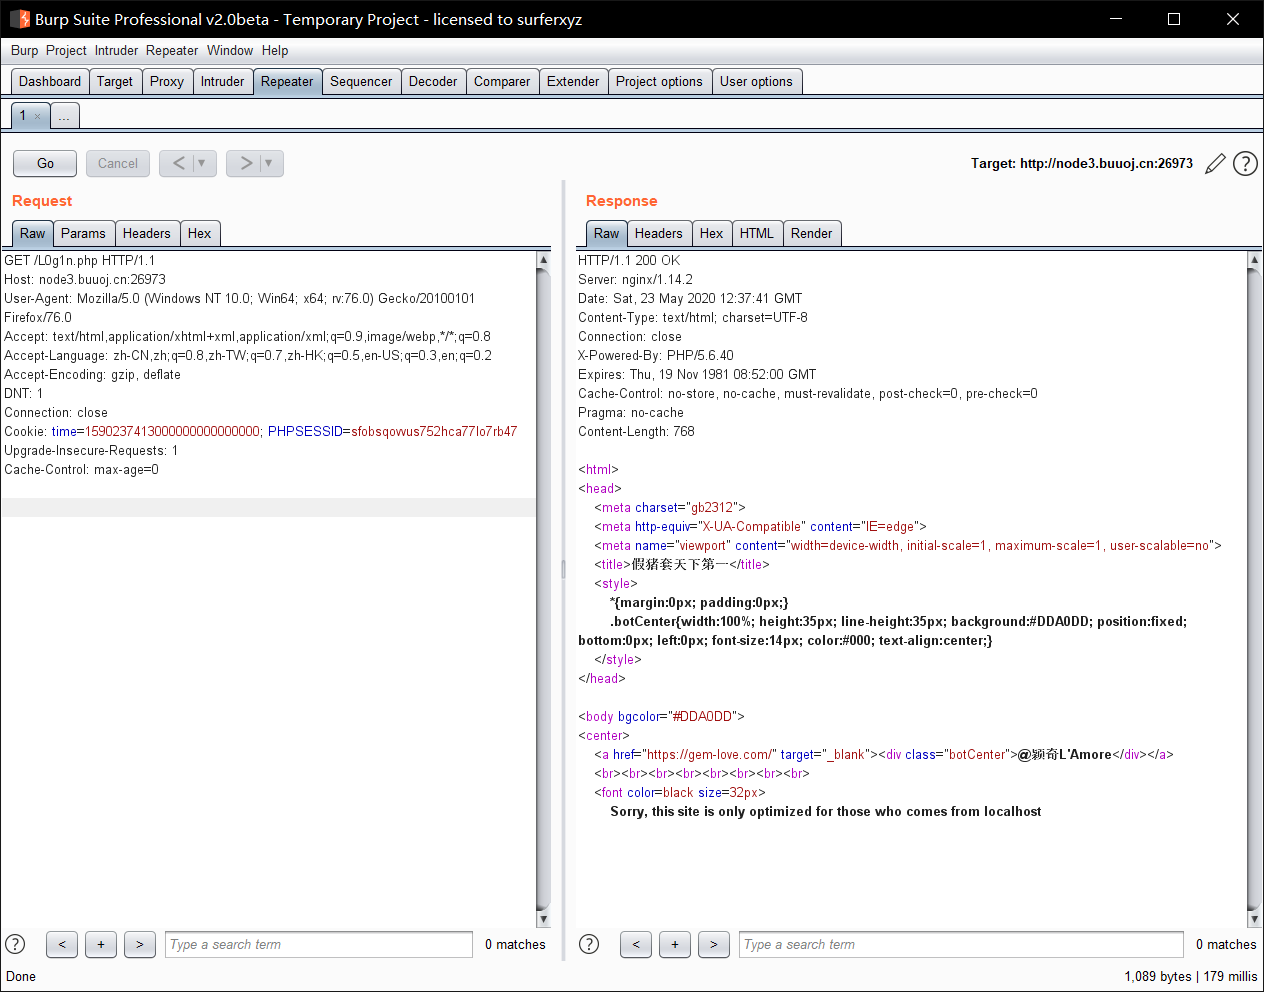 Burp Suite Professional v2.0beta - Temporary Project - licensed to surferxyz
Burp Project Intruder Repeater Window Help
Dashboard Target Proxy Intruder Repeater Sequencer Decoder Comparer Extender Project options User options
1 × ...
Go Cancel < ▼ > ▼ Target: http://node3.buuoj.cn:26973 ?
Request
Raw Params Headers Hex
GET /L0g1n.php HTTP/1.1
Host: node3.buuoj.cn:26973
User-Agent: Mozilla/5.0 (Windows NT 10.0; Win64; x64; rv:76.0) Gecko/20100101
Firefox/76.0
Accept: text/html,application/xhtml+xml,application/xml;q=0.9,image/webp,*/*;q=0.8
Accept-Language: zh-CN,zh;q=0.8,zh-TW;q=0.7,zh-HK;q=0.5,en-US;q=0.3,en;q=0.2
Accept-Encoding: gzip, deflate
DNT: 1
Connection: close
Cookie: time=1590237413000000000000000; PHPSESSID=sfobsqovvus752hca77lo7rb47
Upgrade-Insecure-Requests: 1
Cache-Control: max-age=0
? < + > Type a search term 0 matches
Response
Raw Headers Hex HTML Render
HTTP/1.1 200 OK
Server: nginx/1.14.2
Date: Sat, 23 May 2020 12:37:41 GMT
Content-Type: text/html; charset=UTF-8
Connection: close
X-Powered-By: PHP/5.6.40
Expires: Thu, 19 Nov 1981 08:52:00 GMT
Cache-Control: no-store, no-cache, must-revalidate, post-check=0, pre-check=0
Pragma: no-cache
Content-Length: 768
<html>
<head>
<meta charset="gb2312">
<meta http-equiv="X-UA-Compatible" content="IE=edge">
<meta name="viewport" content="width=device-width, initial-scale=1, maximum-scale=1, user-scalable=no">
<title>假猪套天下第一</title>
<style>
*{margin:0px; padding:0px;}
.botCenter{width:100%; height:35px; line-height:35px; background:#DDA0DD; position:fixed;
bottom:0px; left:0px; font-size:14px; color:#000; text-align:center;}
</style>
</head>
<body bgcolor="#DDA0DD">
<center>
<a href="https://gem-love.com/" target="_blank"><div class="botCenter">@颖奇L'Amore</div></a>
<br><br><br><br><br><br><br><br>
<font color=black size=32px>
Sorry, this site is only optimized for those who comes from localhost
? < + > Type a search term 0 matches
Done 1,089 bytes | 179 millis